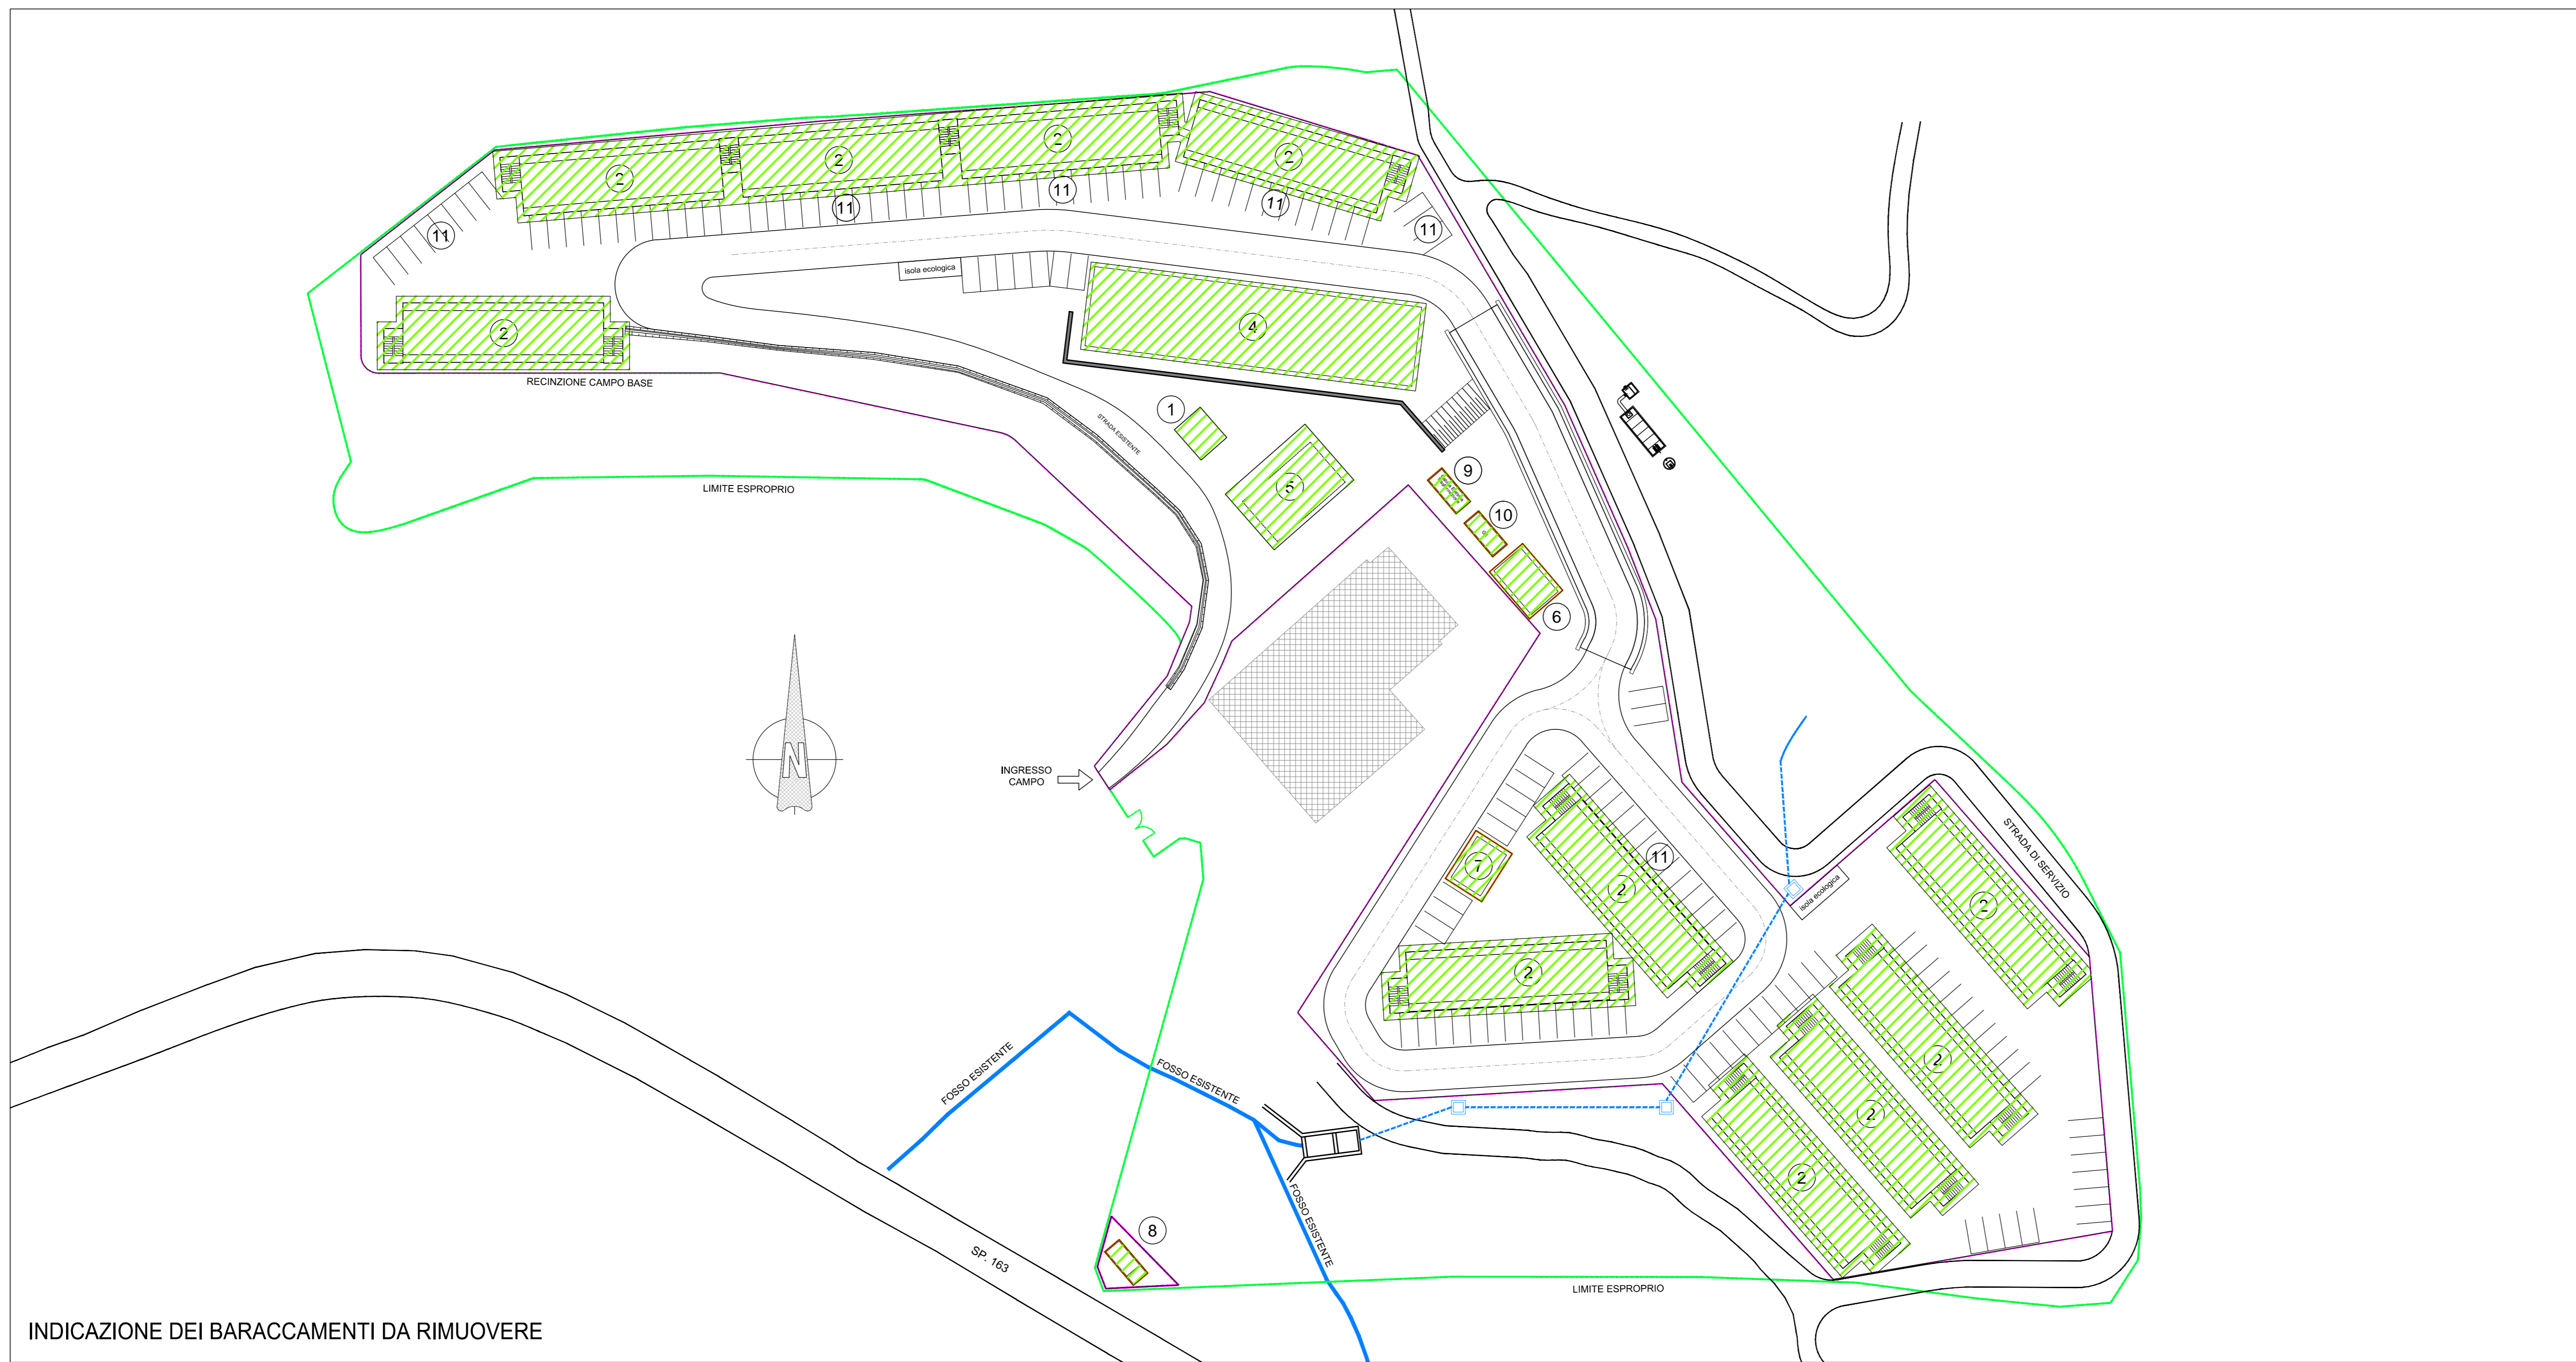 2
2
2
2
11
11
11
11
11
isola ecologica
2
4
RECINZIONE CAMPO BASE
STRADA ESISTENTE
1
5
9
10
6
LIMITE ESPROPRIO
N
INGRESSO
CAMPO
7
11
2
2
isola ecologica
STRADA DI SERVIZIO
2
2
2
2
FOSSO ESISTENTE
FOSSO ESISTENTE
FOSSO ESISTENTE
8
SP. 163
LIMITE ESPROPRIO
INDICAZIONE DEI BARACCAMENTI DA RIMUOVERE